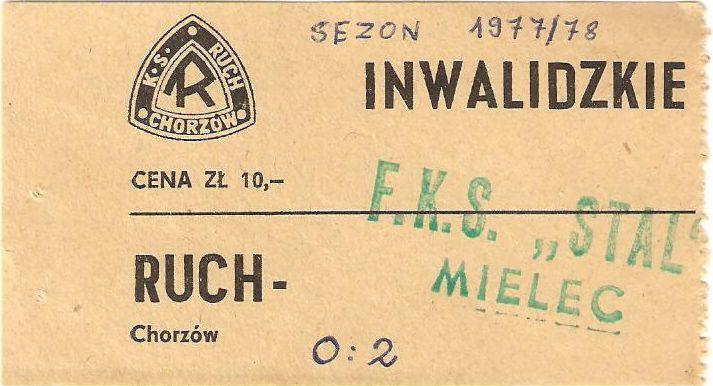 SEZON 1977/78
K.S. RUCH
CHORZÓW
R
INWALIDZKIE
CENA ZŁ 10,–
F.K.S. „STAL“
MIELEC
RUCH-
Chorzów
0:2